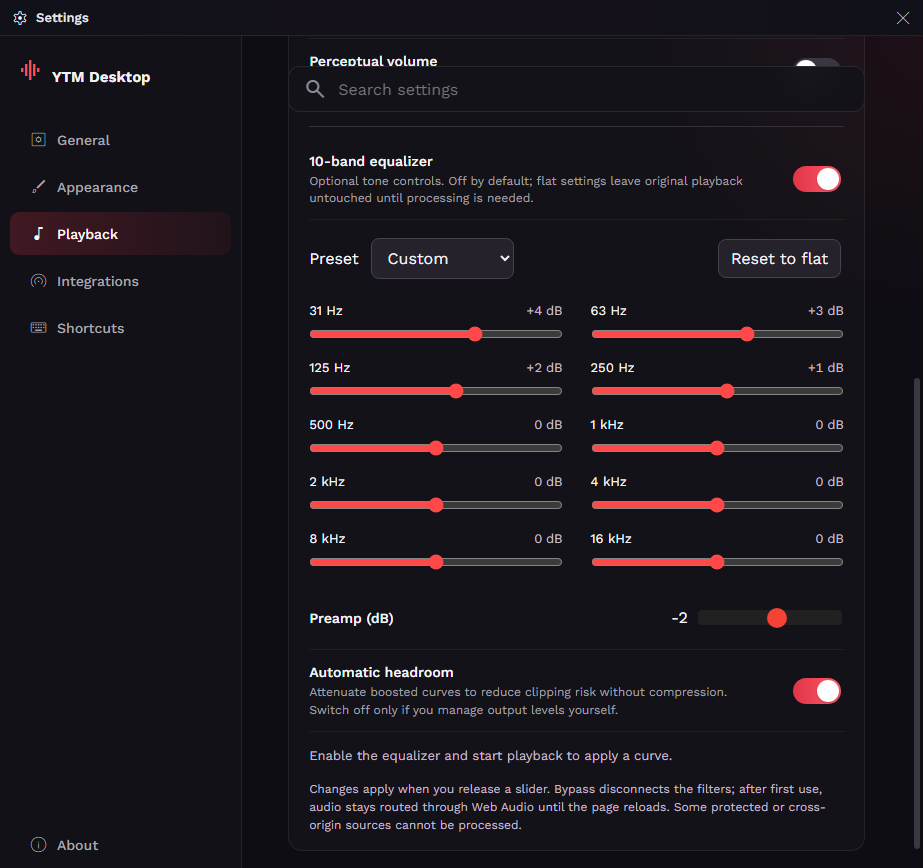 Settings
YTM Desktop
General
Appearance
Playback
Integrations
Shortcuts
About
Perceptual volume
Search settings
10-band equalizer
Optional tone controls. Off by default; flat settings leave original playback
untouched until processing is needed.
Preset
Custom
Reset to flat
31 Hz +4 dB
63 Hz +3 dB
125 Hz +2 dB
250 Hz +1 dB
500 Hz 0 dB
1 kHz 0 dB
2 kHz 0 dB
4 kHz 0 dB
8 kHz 0 dB
16 kHz 0 dB
Preamp (dB) -2
Automatic headroom
Attenuate boosted curves to reduce clipping risk without compression.
Switch off only if you manage output levels yourself.
Enable the equalizer and start playback to apply a curve.
Changes apply when you release a slider. Bypass disconnects the filters; after first use,
audio stays routed through Web Audio until the page reloads. Some protected or cross-
origin sources cannot be processed.